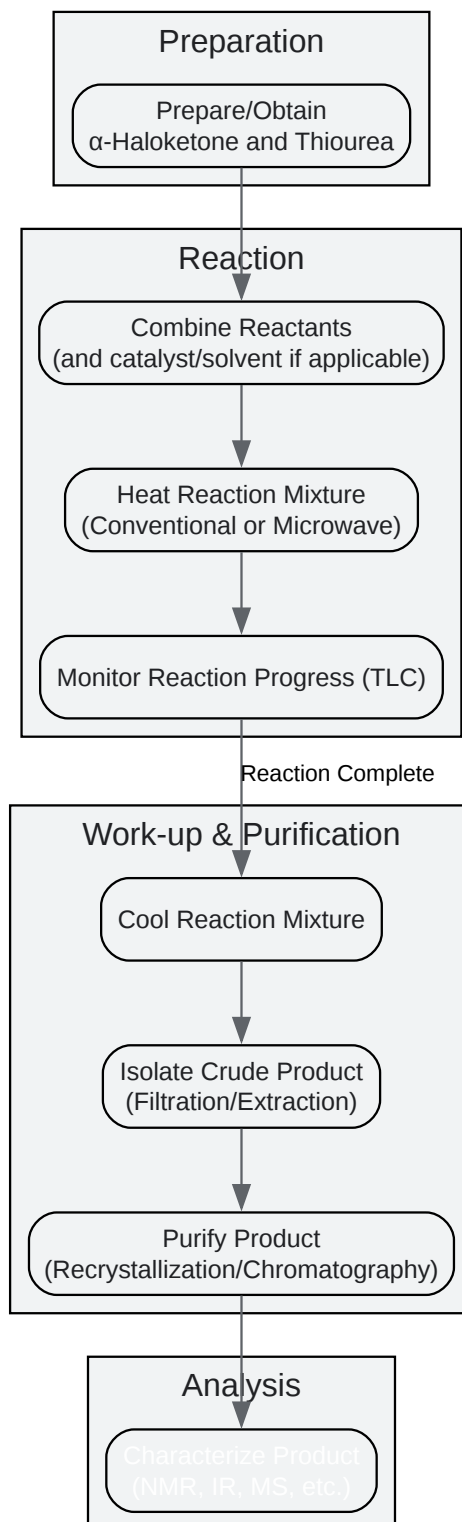 Preparation
Prepare/Obtain
α-Haloketone and Thiourea
Reaction
Combine Reactants
(and catalyst/solvent if applicable)
Heat Reaction Mixture
(Conventional or Microwave)
Monitor Reaction Progress (TLC)
Reaction Complete
Work-up & Purification
Cool Reaction Mixture
Isolate Crude Product
(Filtration/Extraction)
Purify Product
(Recrystallization/Chromatography)
Analysis
Characterize Product
(NMR, IR, MS, etc.)